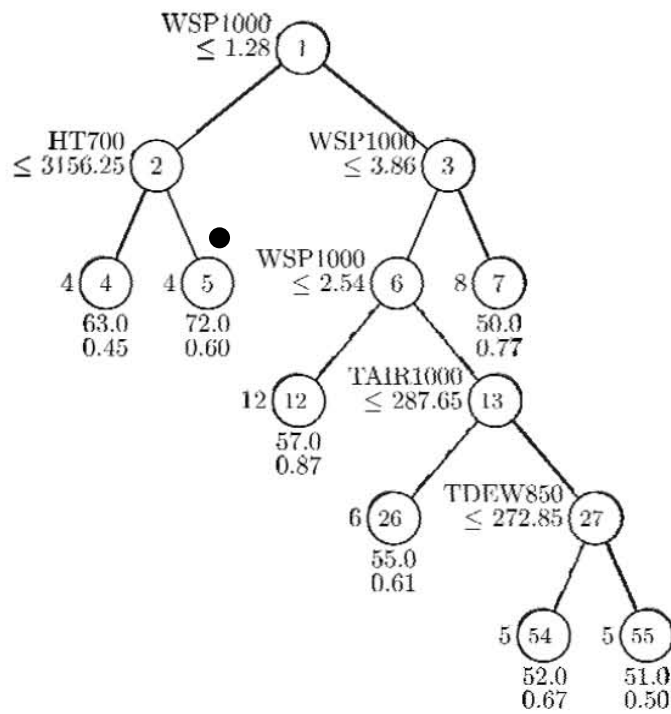 WSP1000
≤ 1.28 1
HT700 WSP1000
≤ 3156.25 2 ≤ 3.86 3
WSP1000
4 4 4 5 ≤ 2.54 6 8 7
63.0 72.0 50.0
0.45 0.60 0.77
TAIR1000
12 12 ≤ 287.65 13
57.0
0.87
TDEW850
6 26 ≤ 272.85 27
55.0
0.61
5 54 5 55
52.0 51.0
0.67 0.50